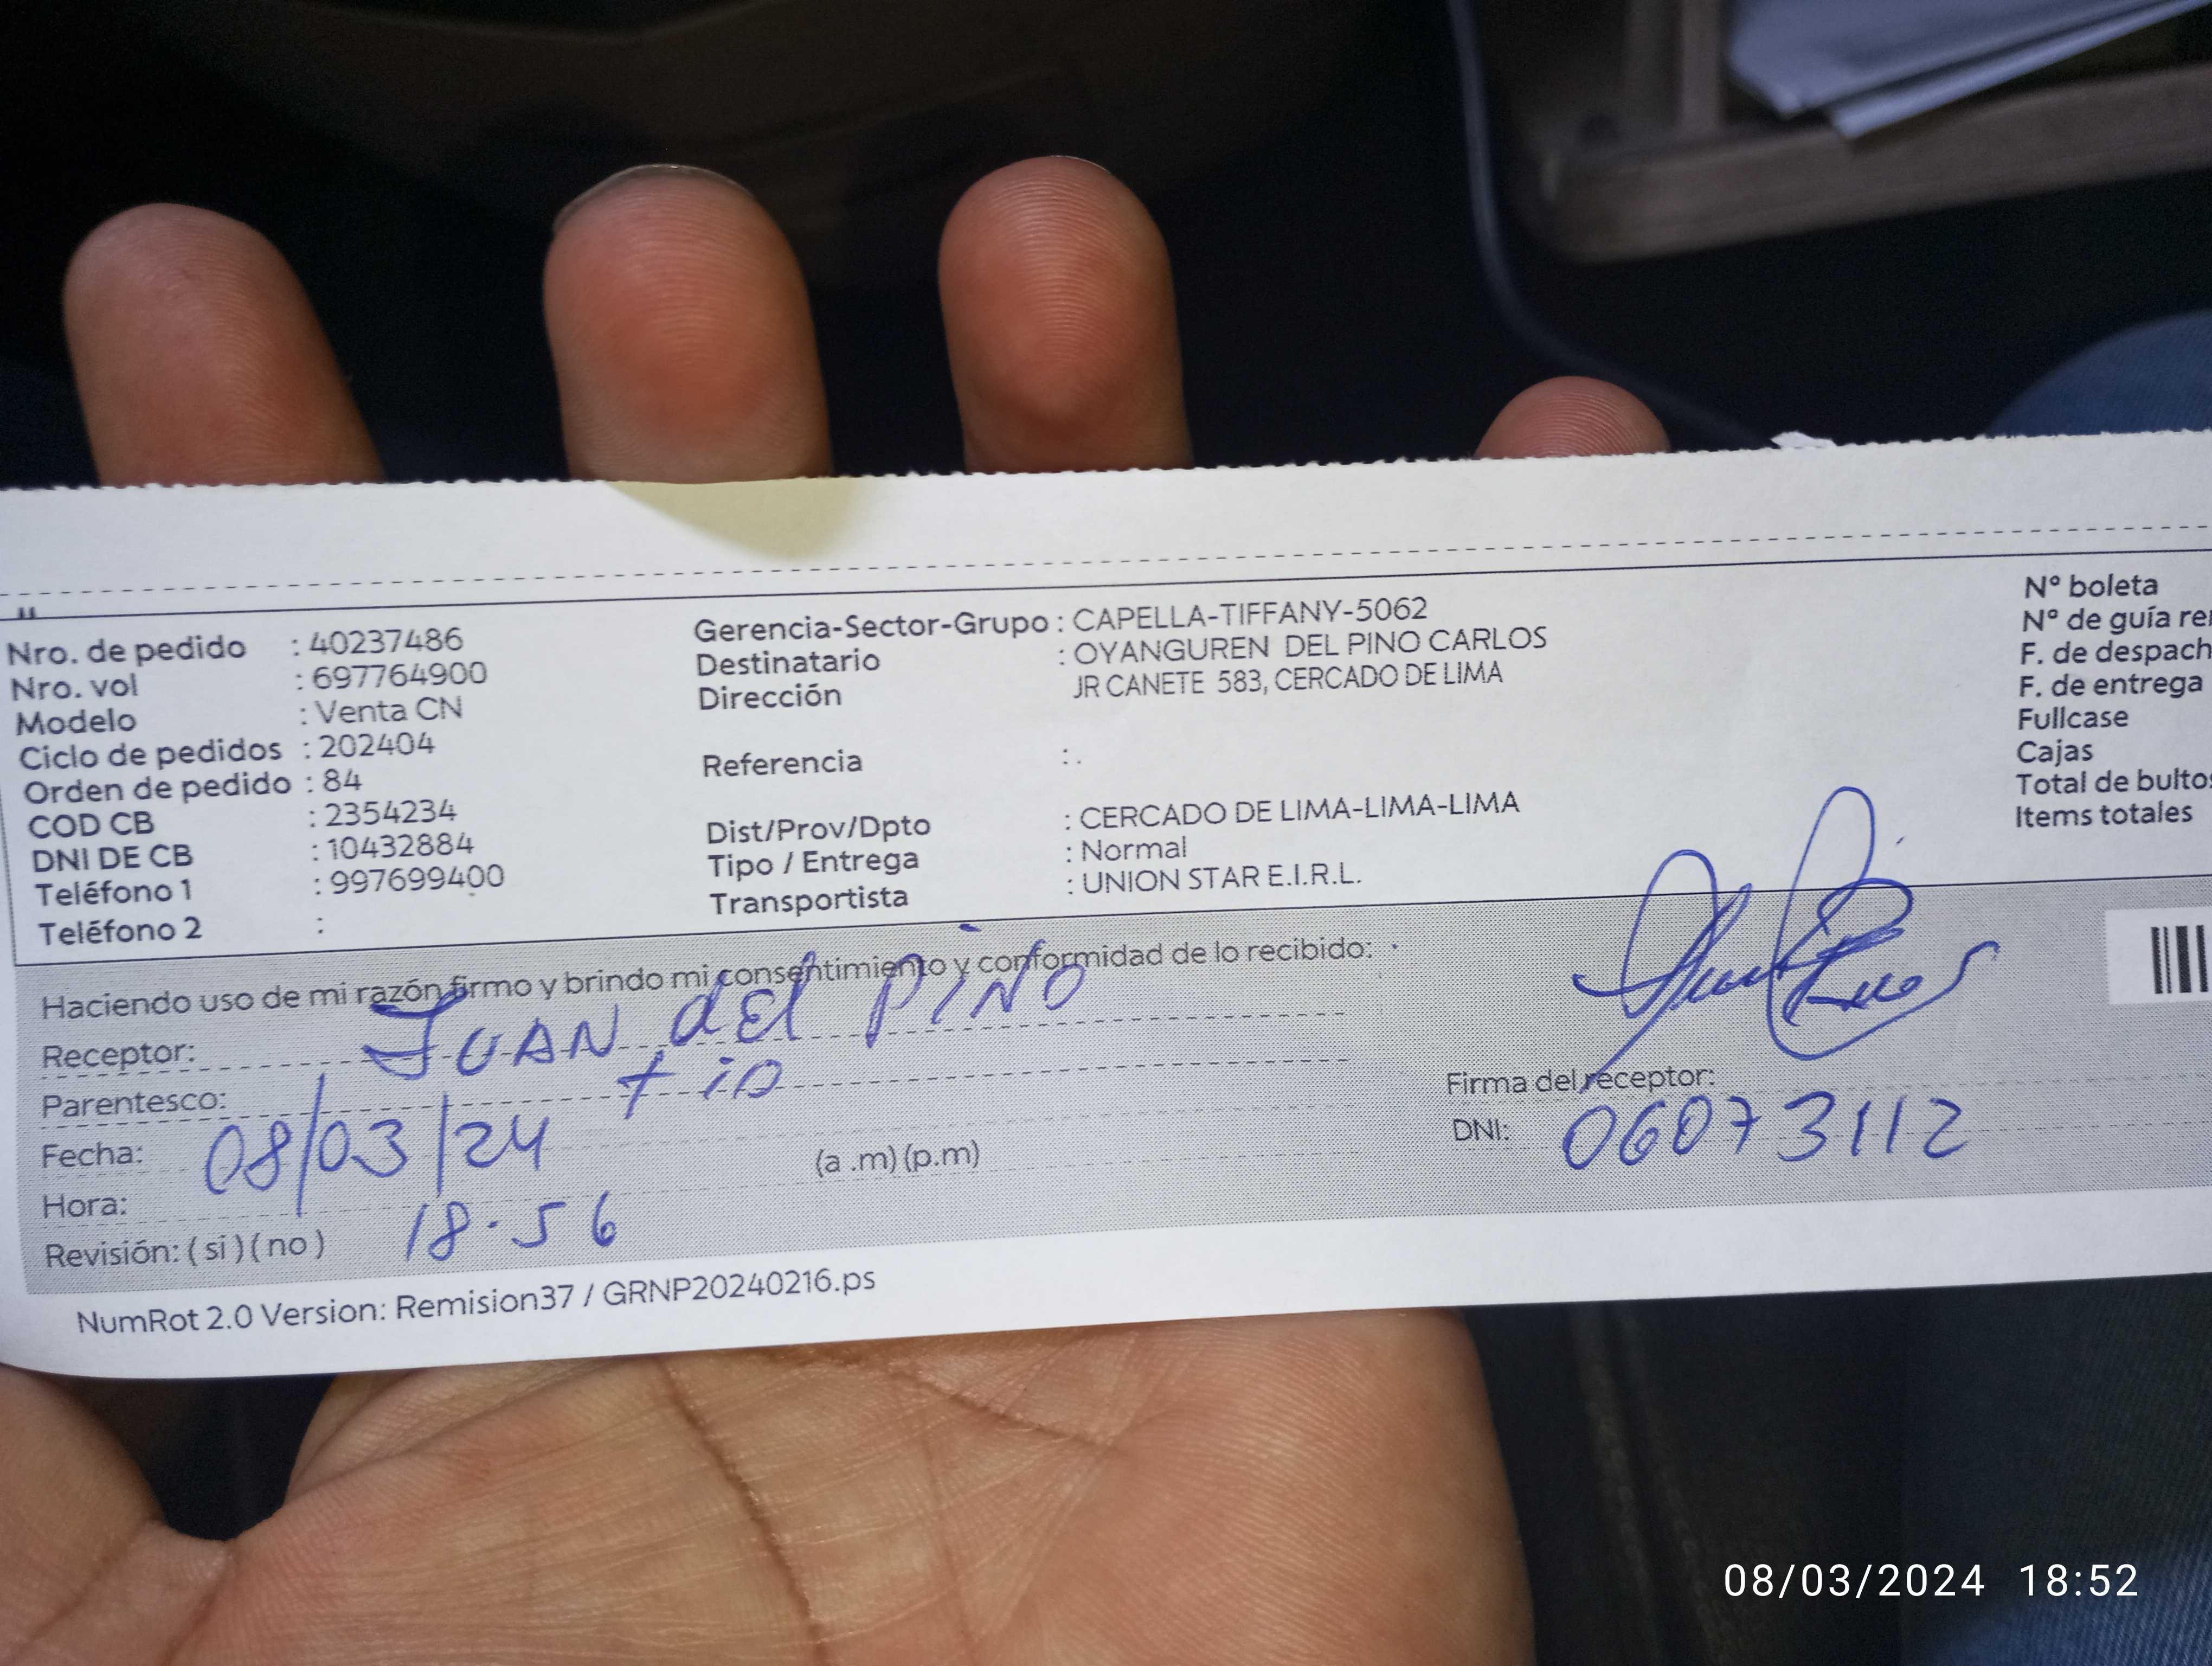 Nro. de pedido : 40237486
Nro. vol : 697764900
Modelo : Venta CN
Ciclo de pedidos : 202404
Orden de pedido : 84
COD CB : 2354234
DNI DE CB : 10432884
Teléfono 1 : 997699400
Teléfono 2 :
Gerencia-Sector-Grupo : CAPELLA-TIFFANY-5062
Destinatario : OYANGUREN DEL PINO CARLOS
Dirección JR CANETE 583, CERCADO DE LIMA
Referencia : .
Dist/Prov/Dpto : CERCADO DE LIMA-LIMA-LIMA
Tipo / Entrega : Normal
Transportista : UNION STAR E.I.R.L.
Nº boleta
Nº de guía
F. de
F. de entrega
Fullcase
Cajas
Total de
Items totales
Haciendo uso de mi razón firmo y brindo mi consentimiento y conformidad de lo recibido:
Receptor: JUAN del PINO
Parentesco: tio
Fecha: 08/03/24 (a .m) (p.m)
Hora: 18.56
Revisión: ( si ) ( no )
Firma del receptor:
DNI: 06073112
NumRot 2.0 Version: Remision37 / GRNP20240216.ps
08/03/2024 18:52